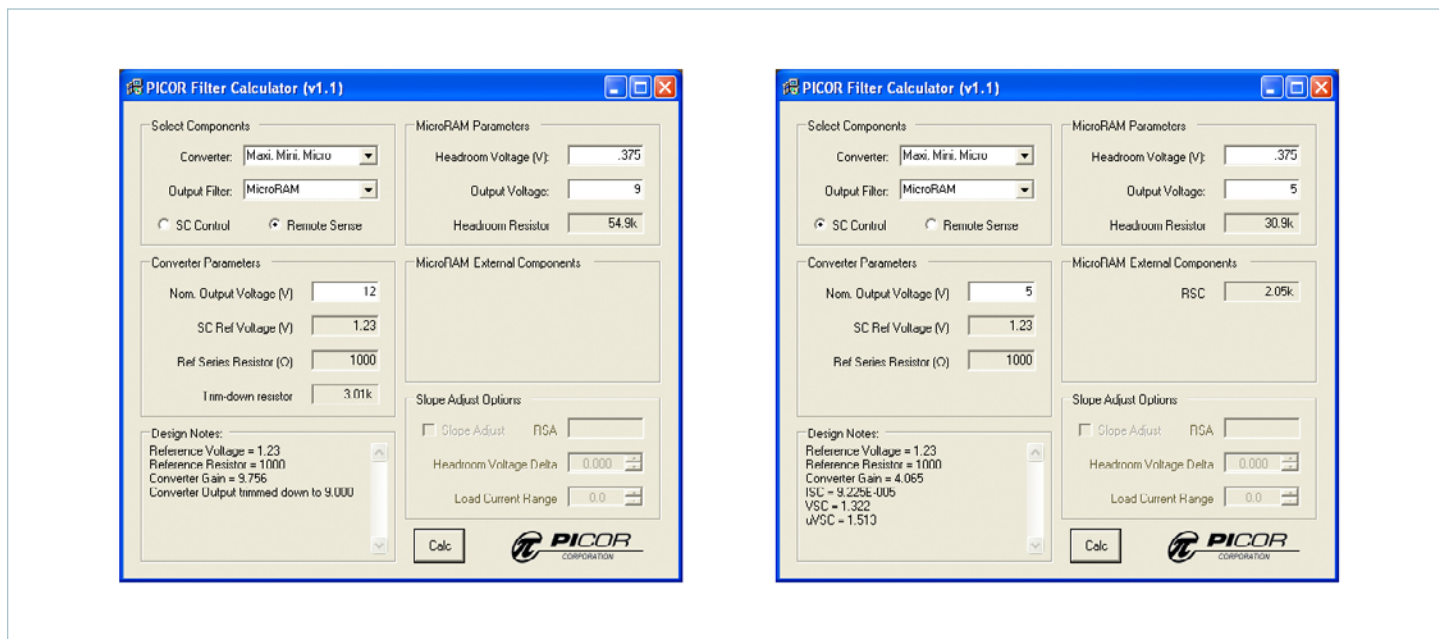 PICOR Filter Calculator (v1.1)
Select Components
Converter: Maxi. Mini. Micro
Output Filter: MicroRAM
SC Control Remote Sense
MicroRAM Parameters
Headroom Voltage (V): .375
Output Voltage: 9
Headroom Resistor 54.9k
Converter Parameters
Nom. Output Voltage (V) 12
SC Ref Voltage (V) 1.23
Ref Series Resistor (Ω) 1000
Trim-down resistor 3.01k
MicroRAM External Components
Design Notes:
Reference Voltage = 1.23
Reference Resistor = 1000
Converter Gain = 9.756
Converter Output trimmed down to 9.000
Slope Adjust Options
Slope Adjust RSA
Headroom Voltage Delta 0.000
Load Current Range 0.0
Calc
PICOR
CORPORATION
PICOR Filter Calculator (v1.1)
Select Components
Converter: Maxi. Mini. Micro
Output Filter: MicroRAM
SC Control Remote Sense
MicroRAM Parameters
Headroom Voltage (V): .375
Output Voltage: 5
Headroom Resistor 30.9k
Converter Parameters
Nom. Output Voltage (V) 5
SC Ref Voltage (V) 1.23
Ref Series Resistor (Ω) 1000
MicroRAM External Components
RSC 2.05k
Design Notes:
Reference Voltage = 1.23
Reference Resistor = 1000
Converter Gain = 4.065
ISC = 9.225E-005
VSC = 1.322
uVSC = 1.513
Slope Adjust Options
Slope Adjust RSA
Headroom Voltage Delta 0.000
Load Current Range 0.0
Calc
PICOR
CORPORATION